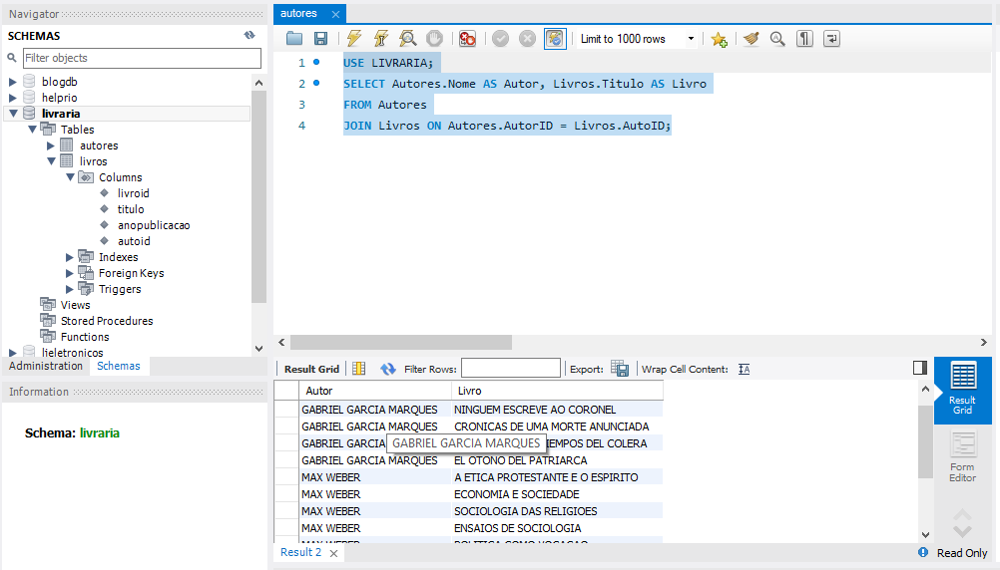 Navigator
SCHEMAS
Filter objects
blogdb
helprio
livraria
Tables
autores
livros
Columns
livroid
titulo
anopublicacao
autoid
Indexes
Foreign Keys
Triggers
Views
Stored Procedures
Functions
lieletronicos
Administration Schemas
Information
Schema: livraria
autores
Limit to 1000 rows
1 USE LIVRARIA;
2 SELECT Autores.Nome AS Autor, Livros.Titulo AS Livro
3 FROM Autores
4 JOIN Livros ON Autores.AutorID = Livros.AutoID;
Result Grid Filter Rows: Export: Wrap Cell Content:
Autor Livro
GABRIEL GARCIA MARQUES NINGUEM ESCREVE AO CORONEL
GABRIEL GARCIA MARQUES CRONICAS DE UMA MORTE ANUNCIADA
GABRIEL GARCIA DEL COLERA
GABRIEL GARCIA MARQUES
GABRIEL GARCIA MARQUES EL OTONO DEL PATRIARCA
MAX WEBER A ETICA PROTESTANTE E O ESPIRITO
MAX WEBER ECONOMIA E SOCIEDADE
MAX WEBER SOCIOLOGIA DAS RELIGIOES
MAX WEBER ENSAIOS DE SOCIOLOGIA
MAX WEBER POLITICA COMO VOCACAO
Result 2
Result Grid
Form Editor
Read Only